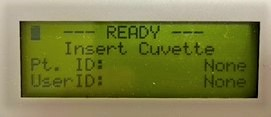 --- READY ---
Insert Cuvette
Pt. ID: None
UserID: None